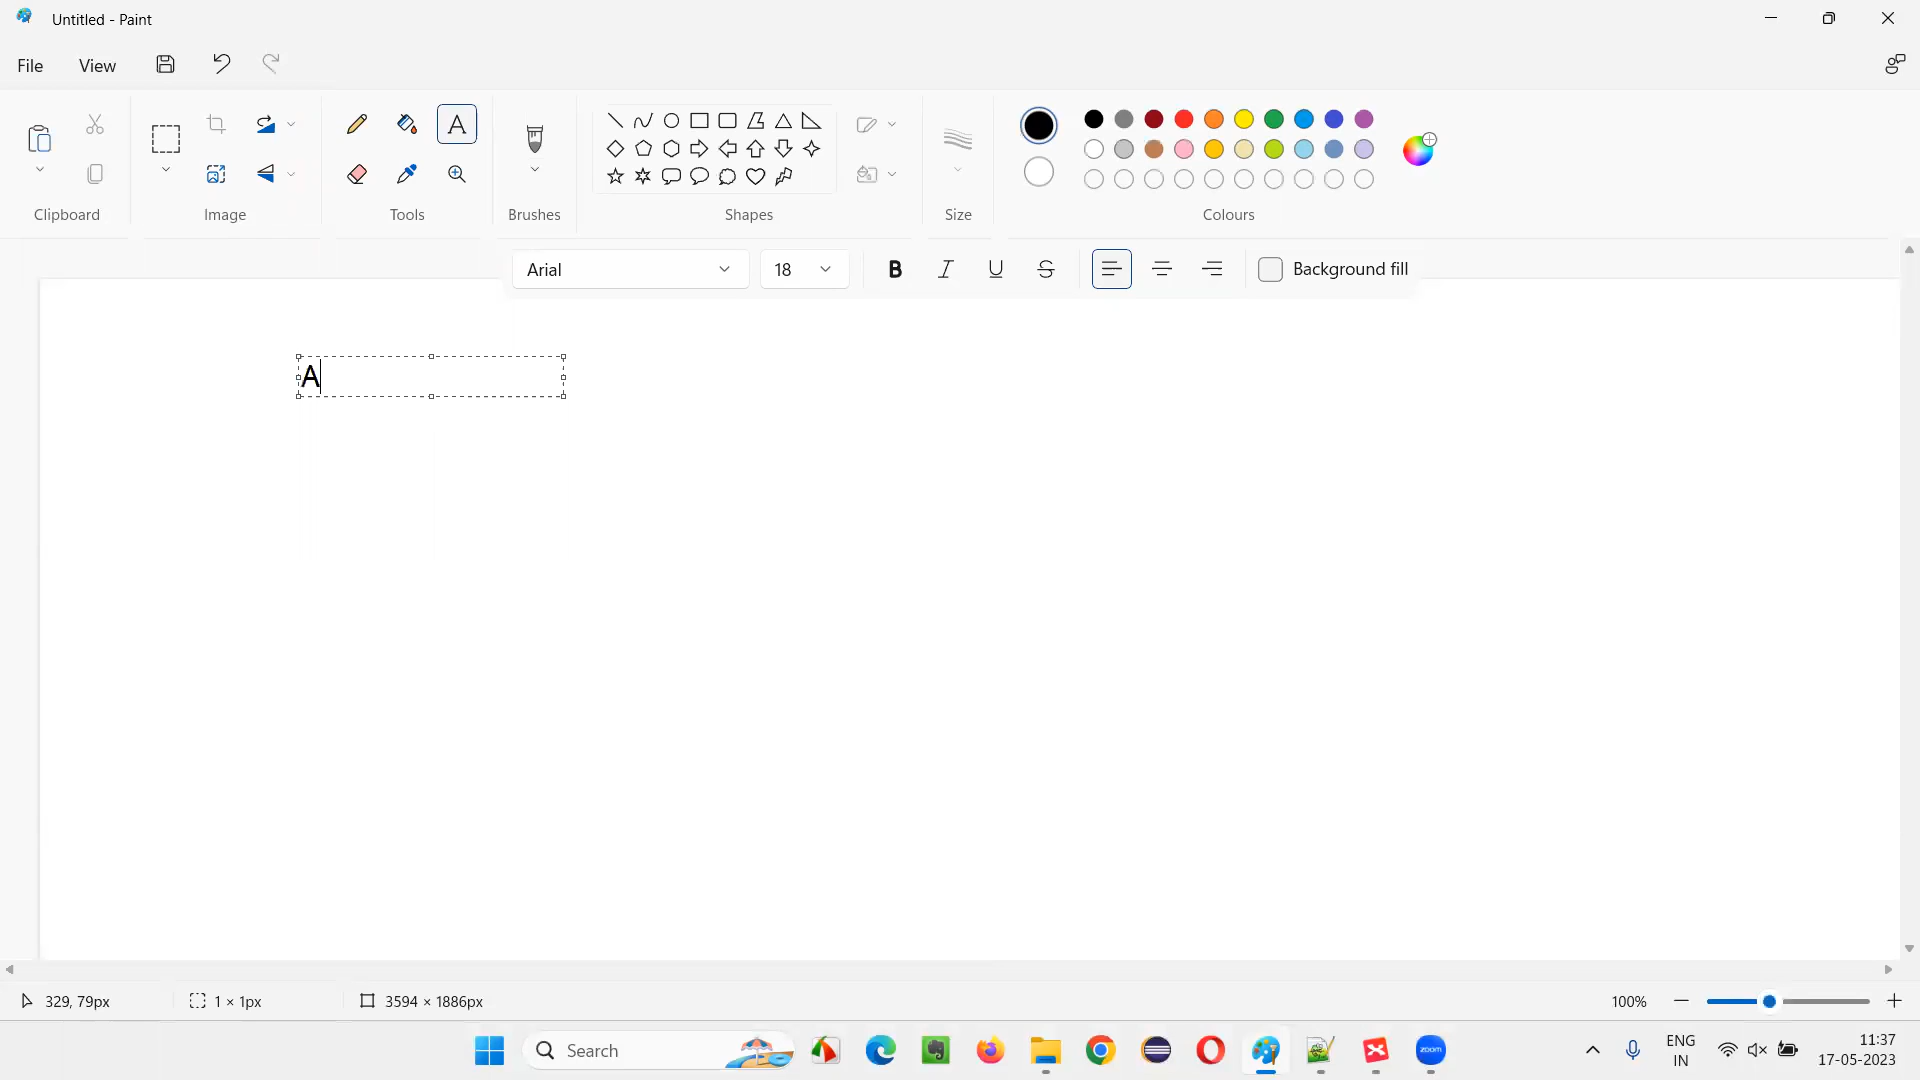 Untitled - Paint
File View
Clipboard Image Tools Brushes Shapes Size Colours
Arial 18 B I U S Background fill
A
329, 79px 1 × 1px 3594 × 1886px 100%
Search zoom ENG 11:37
IN 17-05-2023